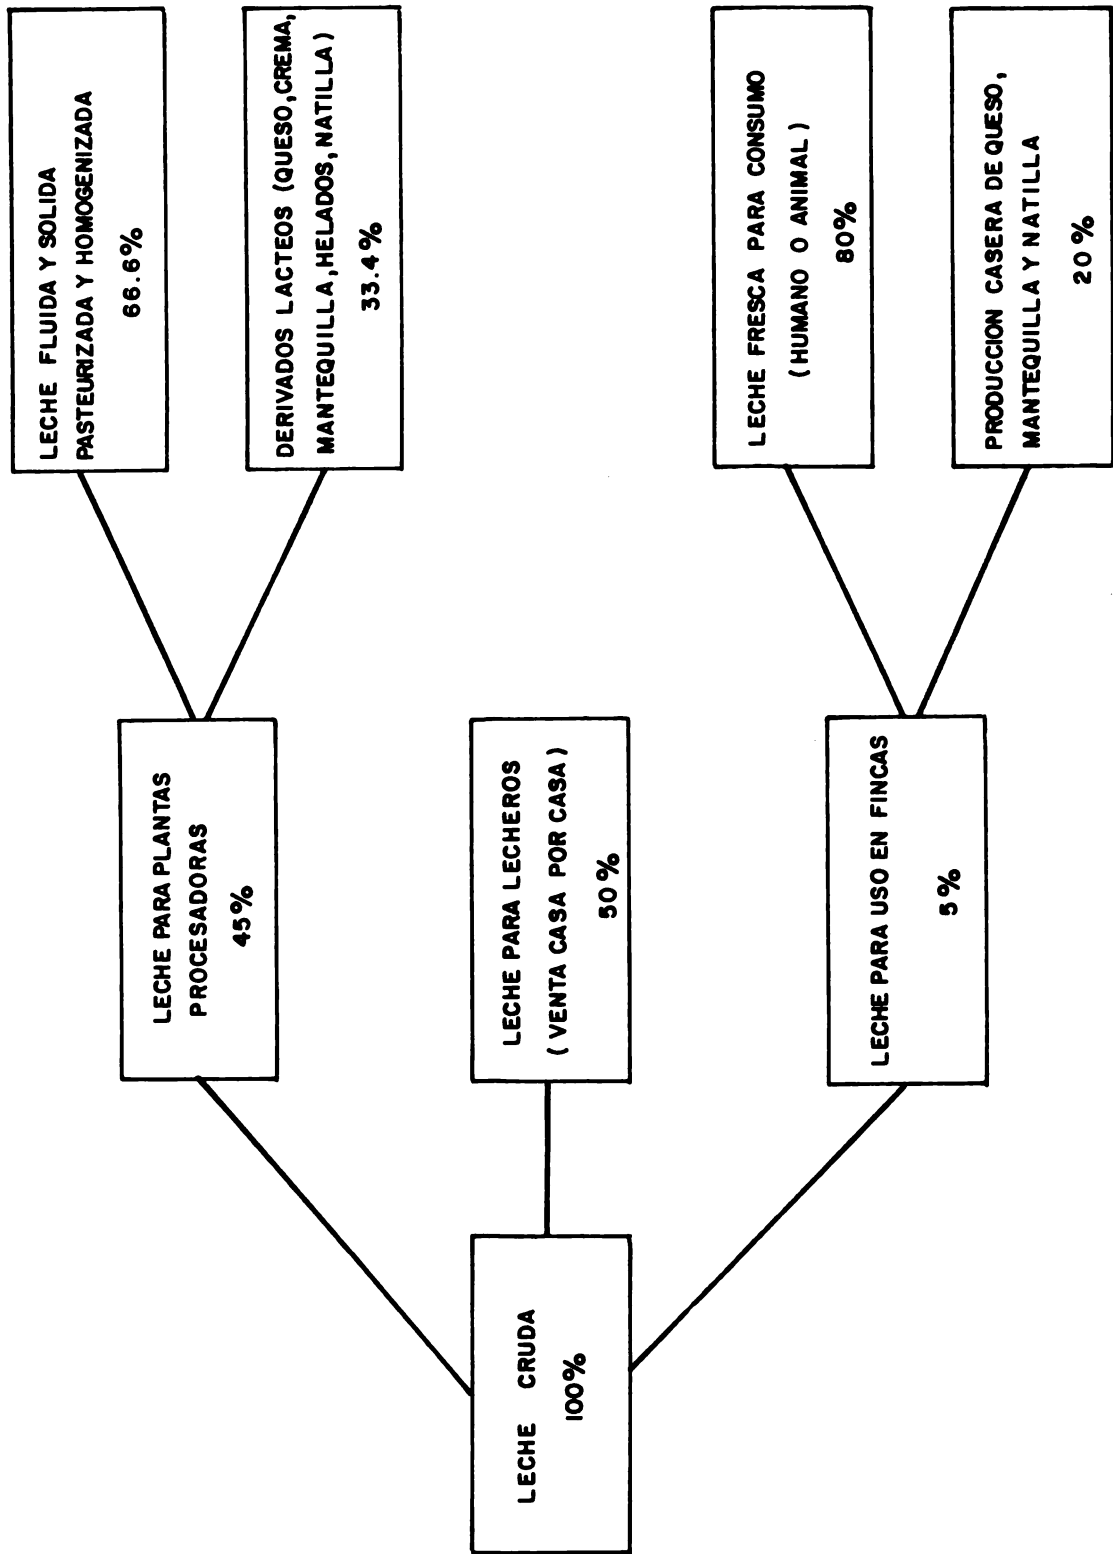 LECHE CRUDA
100%
LECHE PARA PLANTAS
PROCESADORAS
45%
LECHE PARA LECHEROS
( VENTA CASA POR CASA )
50%
LECHE PARA USO EN FINCAS
5%
LECHE FLUIDA Y SOLIDA
PASTEURIZADA Y HOMOGENIZADA
66.6%
DERIVADOS LACTEOS (QUESO, CREMA,
MANTEQUILLA, HELADOS, NATILLA )
33.4%
LECHE FRESCA PARA CONSUMO
( HUMANO O ANIMAL )
80%
PRODUCCION CASERA DE QUESO,
MANTEQUILLA Y NATILLA
20%